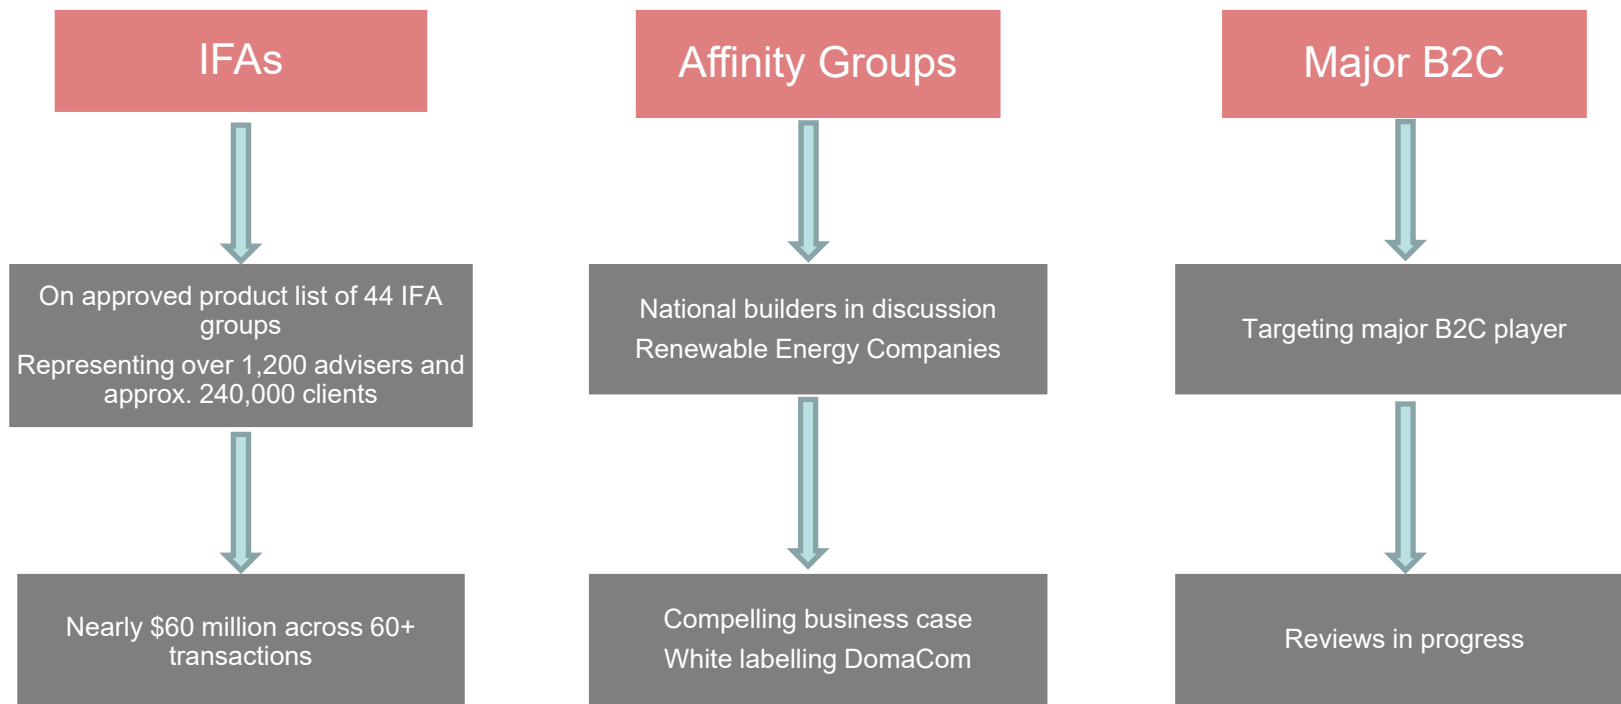 IFAs
On approved product list of 44 IFA
groups
Representing over 1,200 advisers and
approx. 240,000 clients
Nearly $60 million across 60+
transactions
Affinity Groups
National builders in discussion
Renewable Energy Companies
Compelling business case
White labelling DomaCom
Major B2C
Targeting major B2C player
Reviews in progress